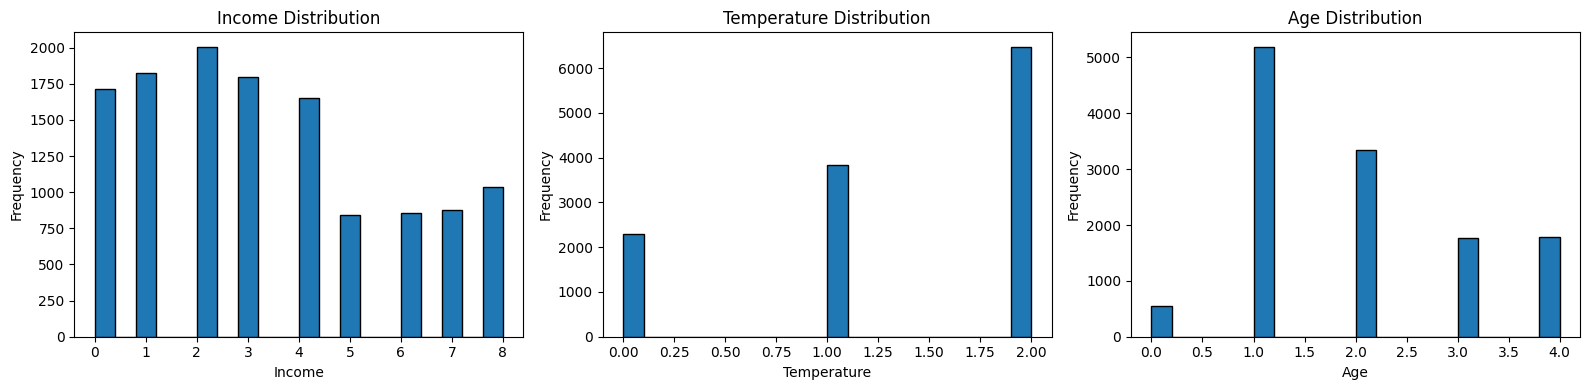 Income Distribution
Frequency
2000
1750
1500
1250
1000
750
500
250
0
0 1 2 3 4 5 6 7 8
Income
Temperature Distribution
Frequency
6000
5000
4000
3000
2000
1000
0
0.00 0.25 0.50 0.75 1.00 1.25 1.50 1.75 2.00
Temperature
Age Distribution
Frequency
5000
4000
3000
2000
1000
0
0.0 0.5 1.0 1.5 2.0 2.5 3.0 3.5 4.0
Age